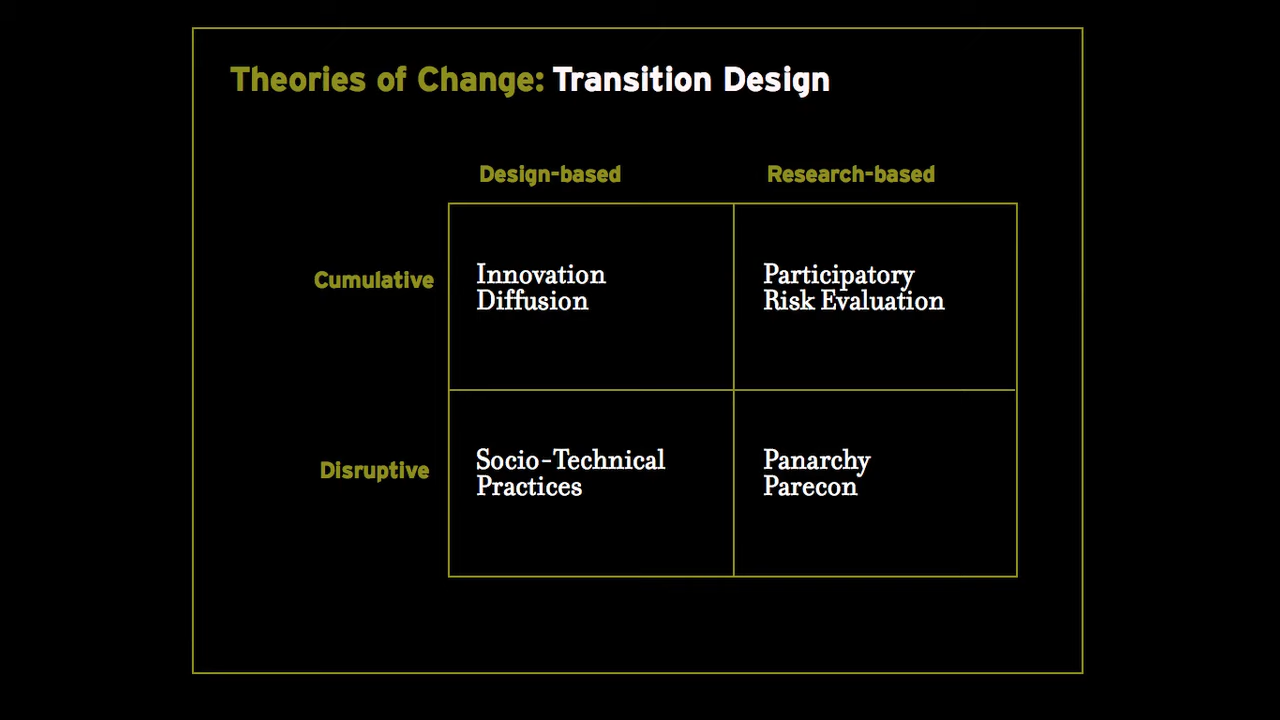 Theories of Change: Transition Design
Design-based
Research-based
Cumulative
Innovation
Diffusion
Participatory
Risk Evaluation
Disruptive
Socio-Technical
Practices
Panarchy
Parecon